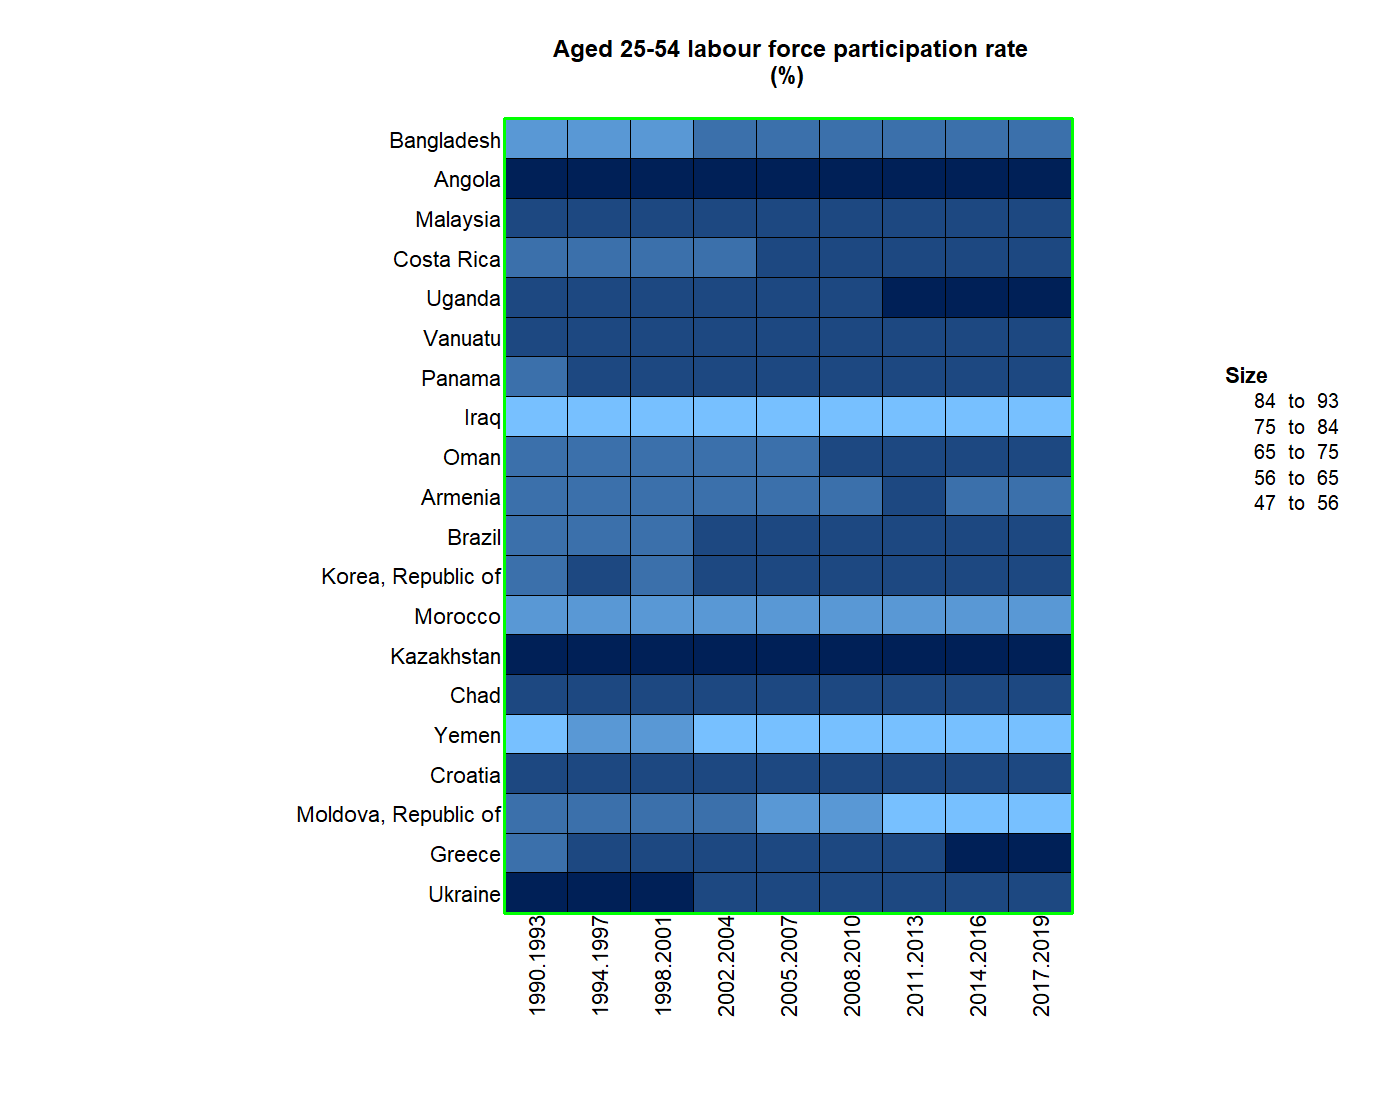 Aged 25-54 labour force participation rate
(%)
Bangladesh
Angola
Malaysia
Costa Rica
Uganda
Vanuatu
Panama
Iraq
Oman
Armenia
Brazil
Korea, Republic of
Morocco
Kazakhstan
Chad
Yemen
Croatia
Moldova, Republic of
Greece
Ukraine
1990.1993
1994.1997
1998.2001
2002.2004
2005.2007
2008.2010
2011.2013
2014.2016
2017.2019
Size
84 to 93
75 to 84
65 to 75
56 to 65
47 to 56